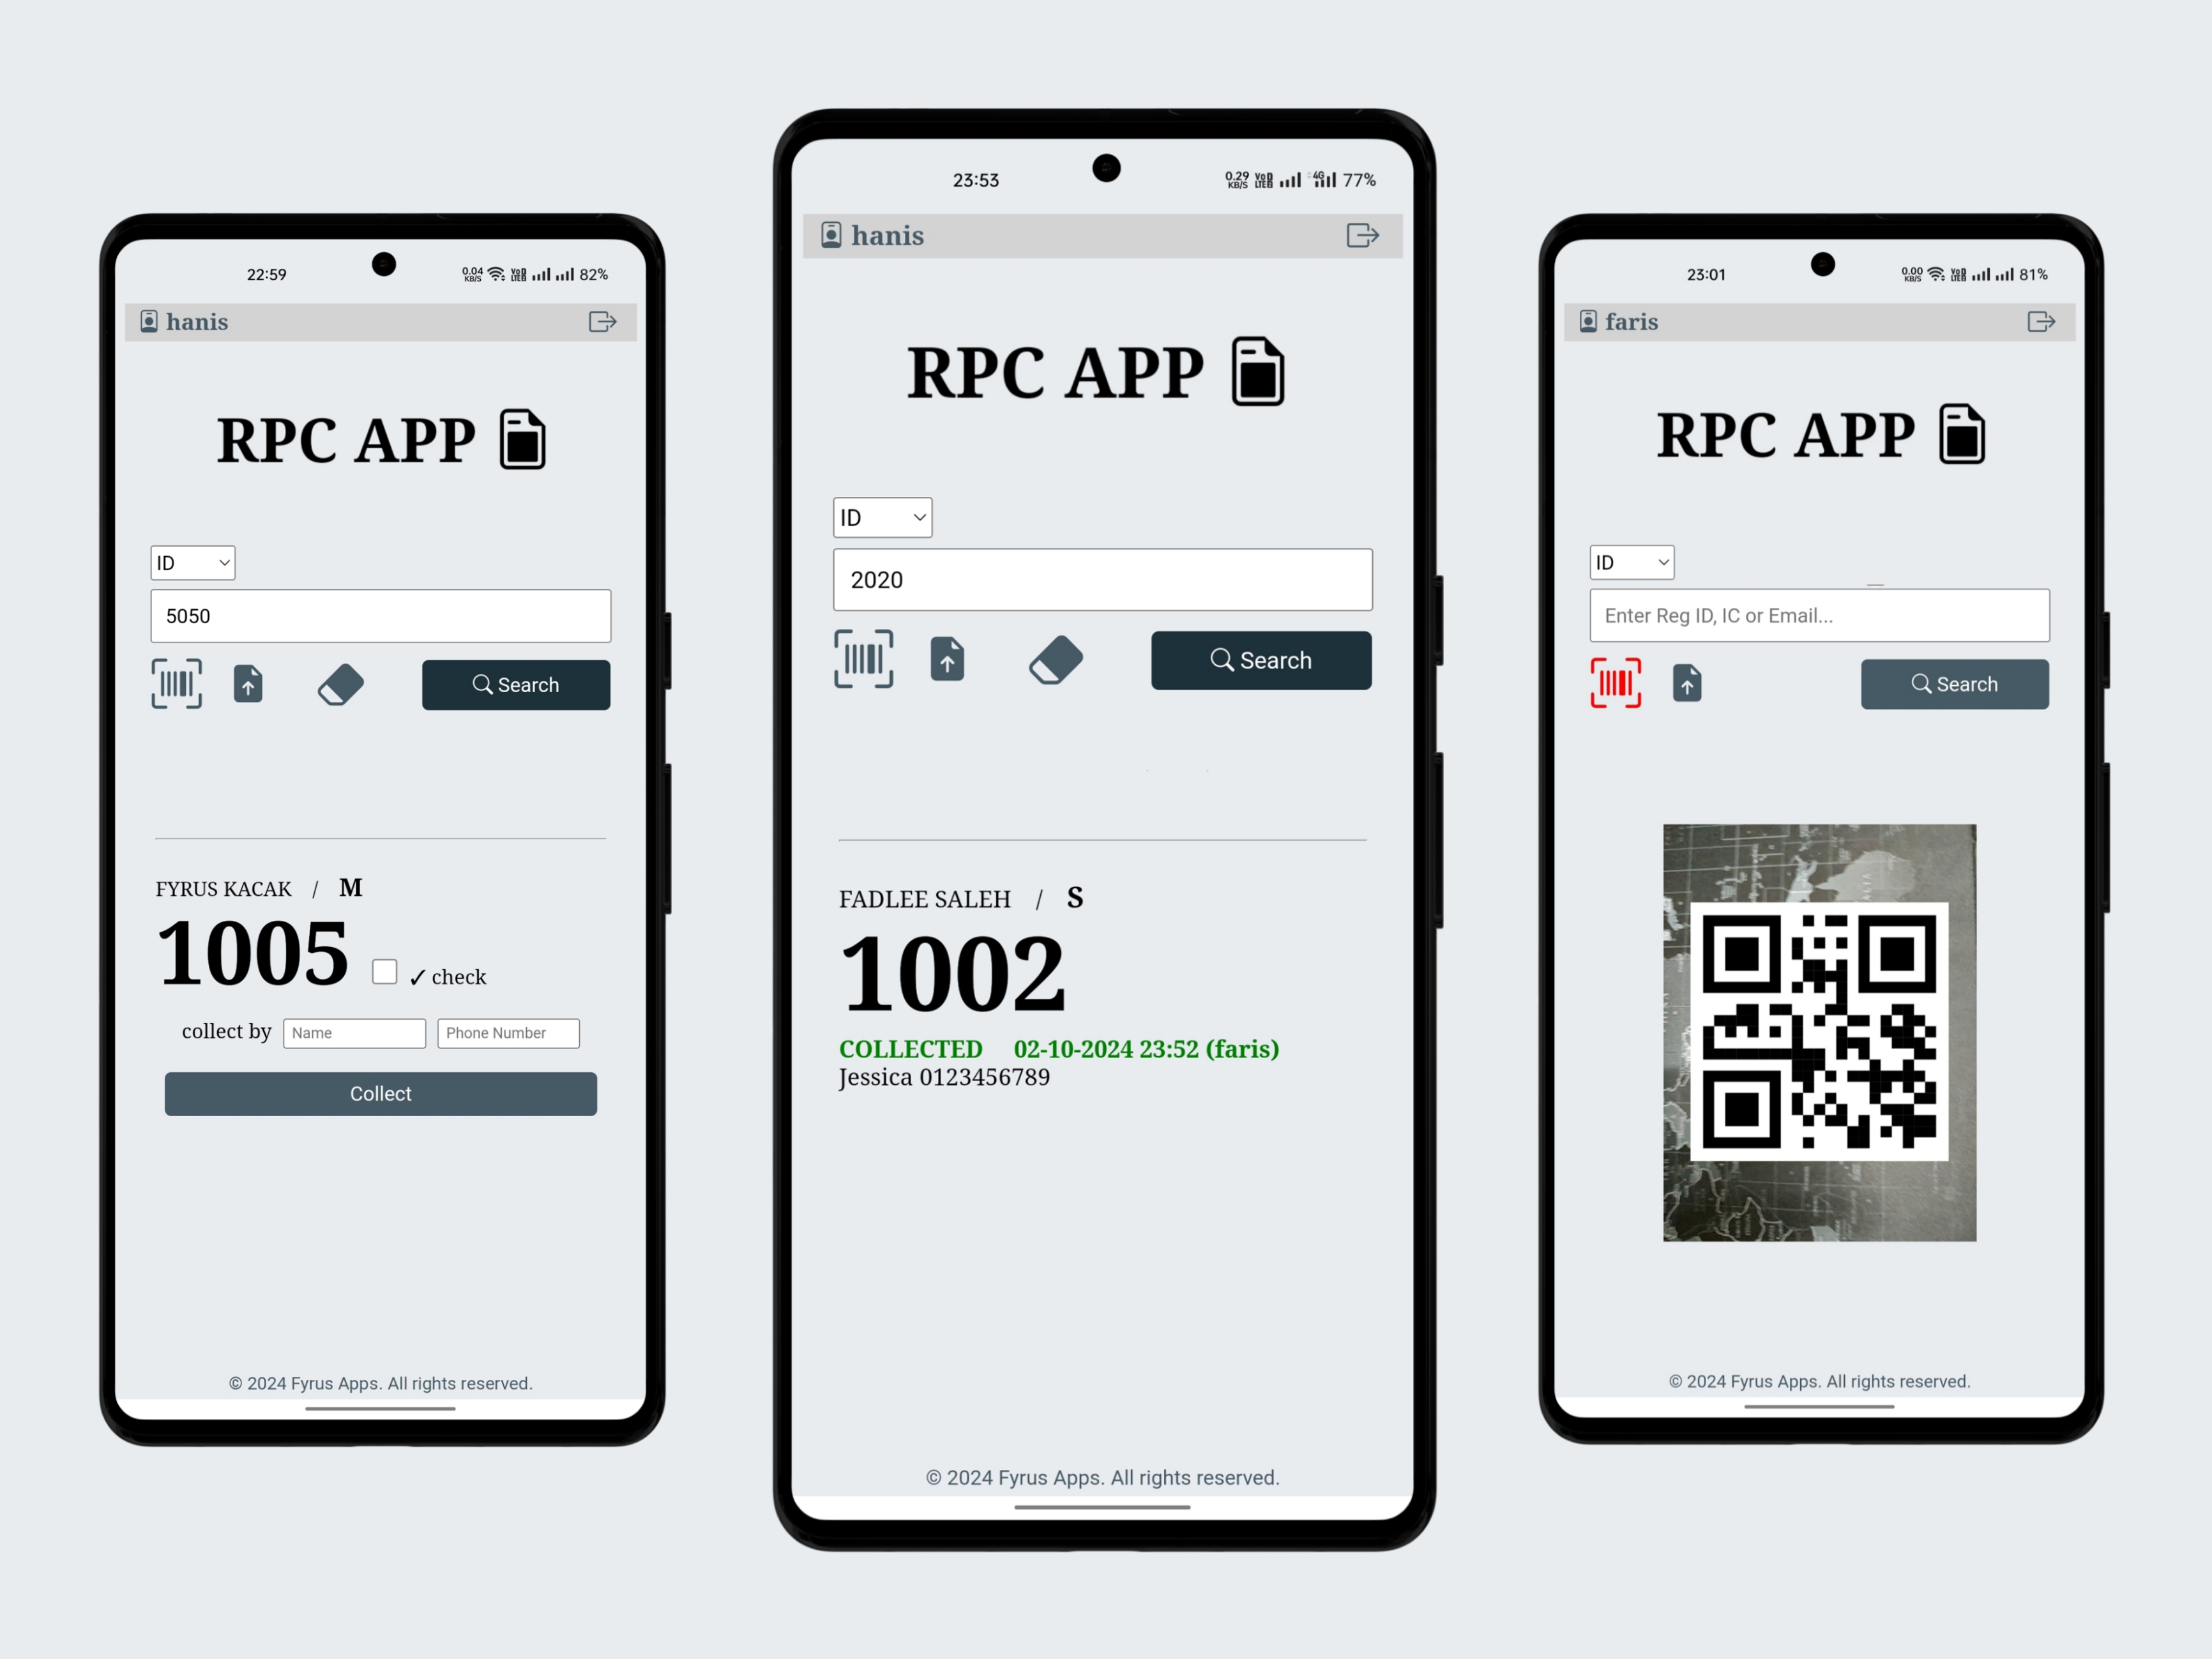 22:59
0.04 KB/S VoD LTE2 82%
hanis
RPC APP
ID
5050
Search
FYRUS KACAK / M
1005 ✓ check
collect by Name Phone Number
Collect
© 2024 Fyrus Apps. All rights reserved.
23:53
0.29 KB/S 4G 77%
hanis
RPC APP
ID
2020
Search
FADLEE SALEH / S
1002
COLLECTED 02-10-2024 23:52 (faris)
Jessica 0123456789
© 2024 Fyrus Apps. All rights reserved.
23:01
0.00 KB/S 81%
faris
RPC APP
ID
Enter Reg ID, IC or Email...
Search
© 2024 Fyrus Apps. All rights reserved.